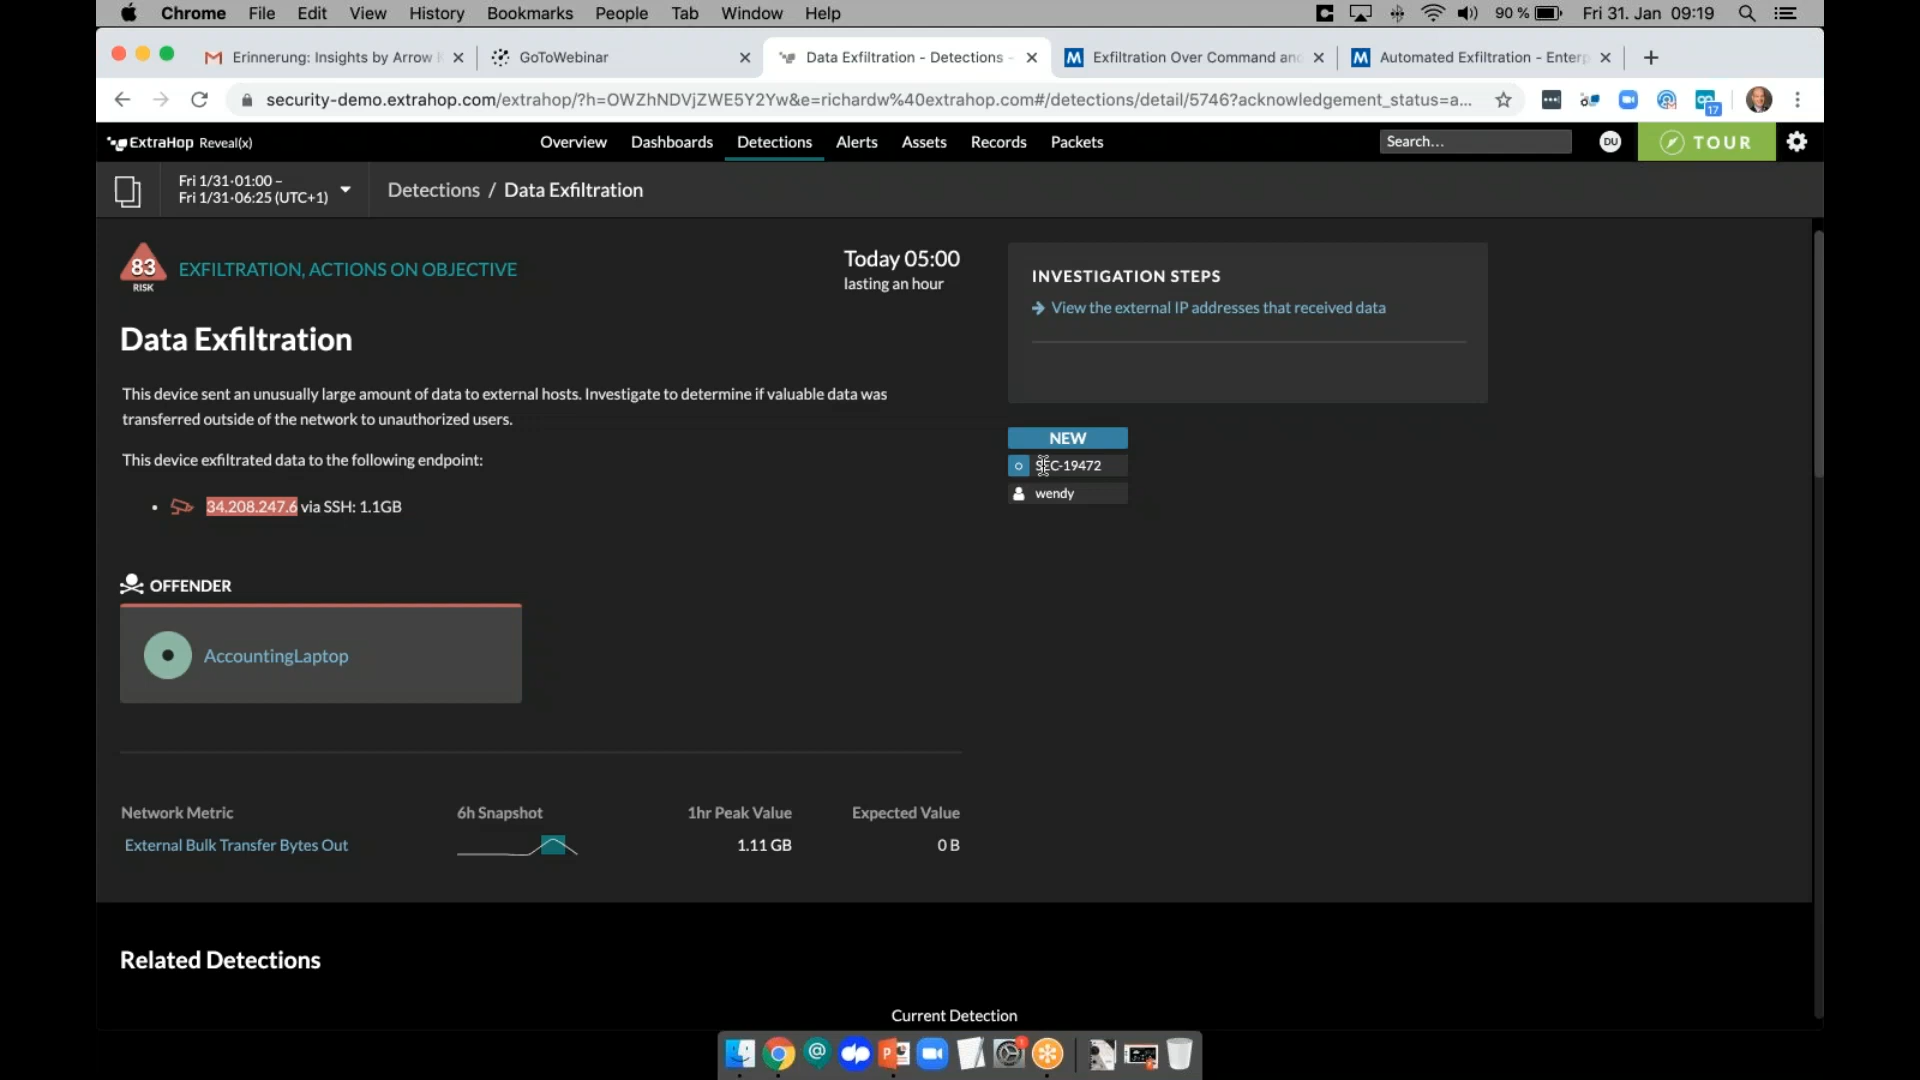 Chrome File Edit View History Bookmarks People Tab Window Help 90 % Fri 31. Jan 09:19
Erinnerung: Insights by Arrow GoToWebinar Data Exfiltration - Detections - Exfiltration Over Command an Automated Exfiltration - Enterp
security-demo.extrahop.com/extrahop/?h=OWZhNDVjZWE5Y2Yw&e=richardw%40extrahop.com#/detections/detail/5746?acknowledgement_status=a... 17
ExtraHop Reveal(x) Overview Dashboards Detections Alerts Assets Records Packets Search... DU TOUR
Fri 1/31·01:00 –
Fri 1/31·06:25 (UTC+1)
Detections / Data Exfiltration
83
RISK
EXFILTRATION, ACTIONS ON OBJECTIVE
Today 05:00
lasting an hour
Data Exfiltration
This device sent an unusually large amount of data to external hosts. Investigate to determine if valuable data was
transferred outside of the network to unauthorized users.
This device exfiltrated data to the following endpoint:
• 34.208.247.6 via SSH: 1.1GB
INVESTIGATION STEPS
View the external IP addresses that received data
NEW
SEC-19472
wendy
OFFENDER
AccountingLaptop
Network Metric 6h Snapshot 1hr Peak Value Expected Value
External Bulk Transfer Bytes Out 1.11 GB 0 B
Related Detections
Current Detection